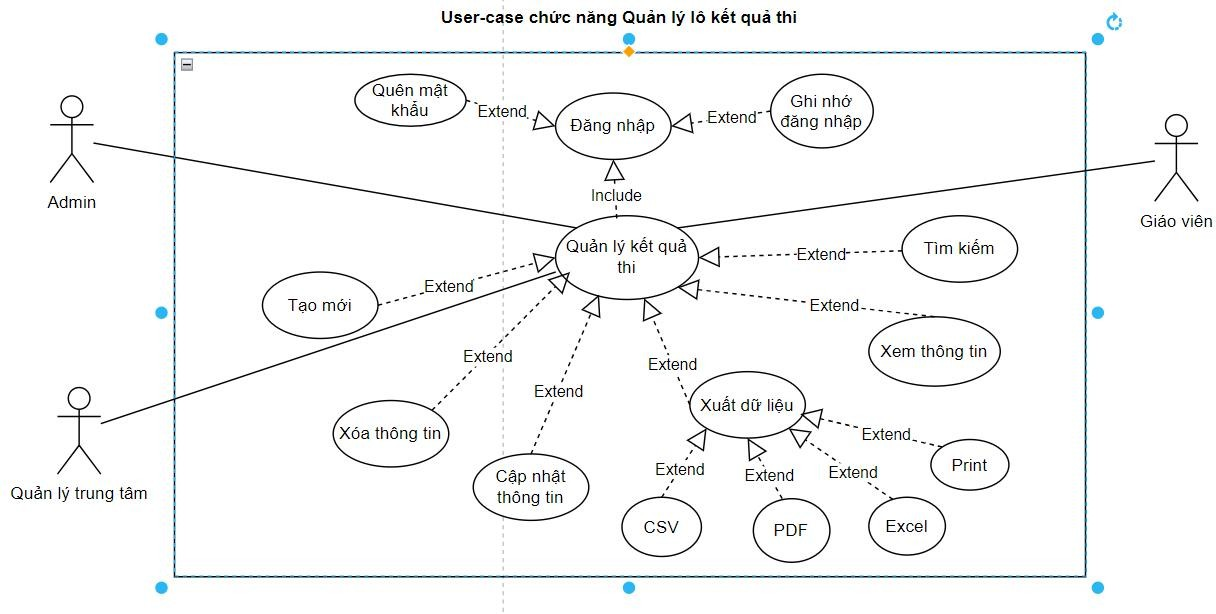 User-case chức năng Quản lý lô kết quả thi
Quên mật
khẩu
Extend
Đăng nhập
Extend
Ghi nhớ
đăng nhập
Admin
Include
Giáo viên
Quản lý kết quả
thi
Extend
Tìm kiếm
Extend
Tạo mới
Extend
Xem thông tin
Extend
Extend
Extend
Xóa thông tin
Xuất dữ liệu
Extend
Print
Cập nhật
thông tin
Extend
Extend
Extend
Quản lý trung tâm
CSV
PDF
Excel